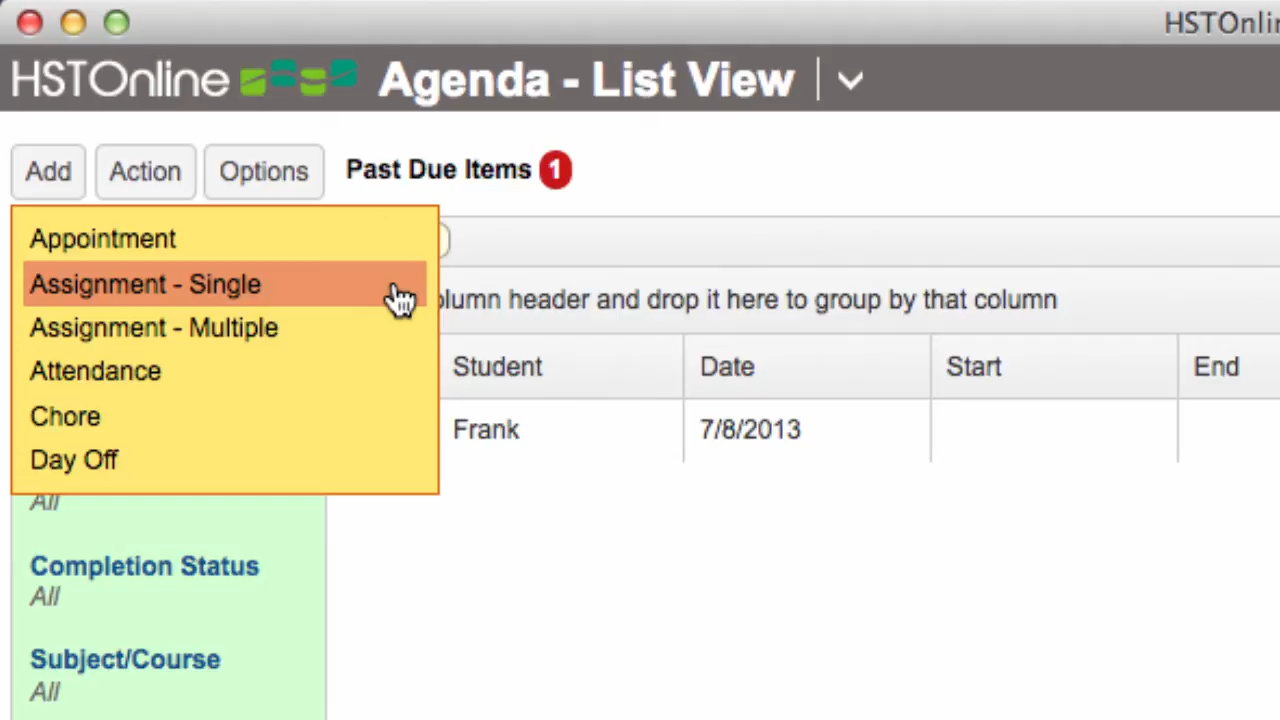 HSTOnli
HSTOnline Agenda - List View
Add Action Options Past Due Items 1
Appointment
Assignment - Single
olumn header and drop it here to group by that column
Assignment - Multiple
Student Date Start End
Attendance
Chore
Frank 7/8/2013
Day Off
All
Completion Status
All
Subject/Course
All